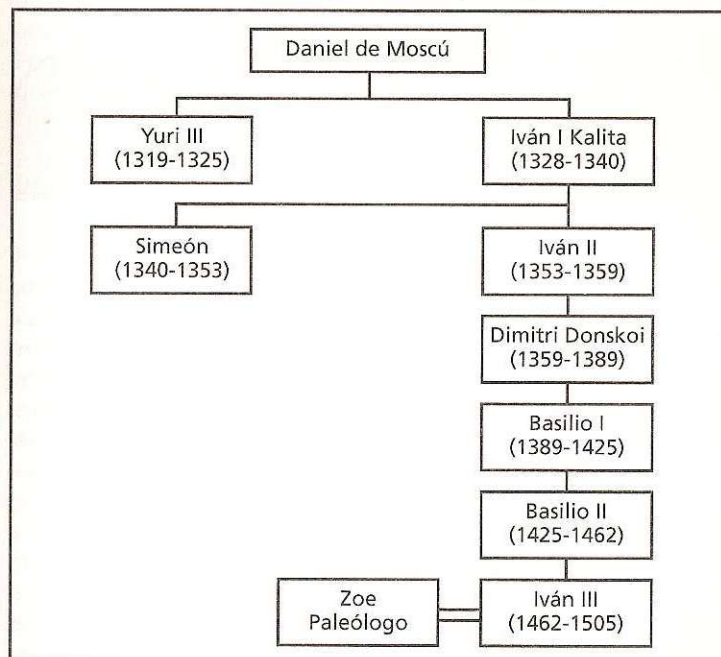 Daniel de Moscú
Yuri III
(1319-1325)
Iván I Kalita
(1328-1340)
Simeón
(1340-1353)
Iván II
(1353-1359)
Dimitri Donskoi
(1359-1389)
Basilio I
(1389-1425)
Basilio II
(1425-1462)
Zoe
Paleólogo
Iván III
(1462-1505)